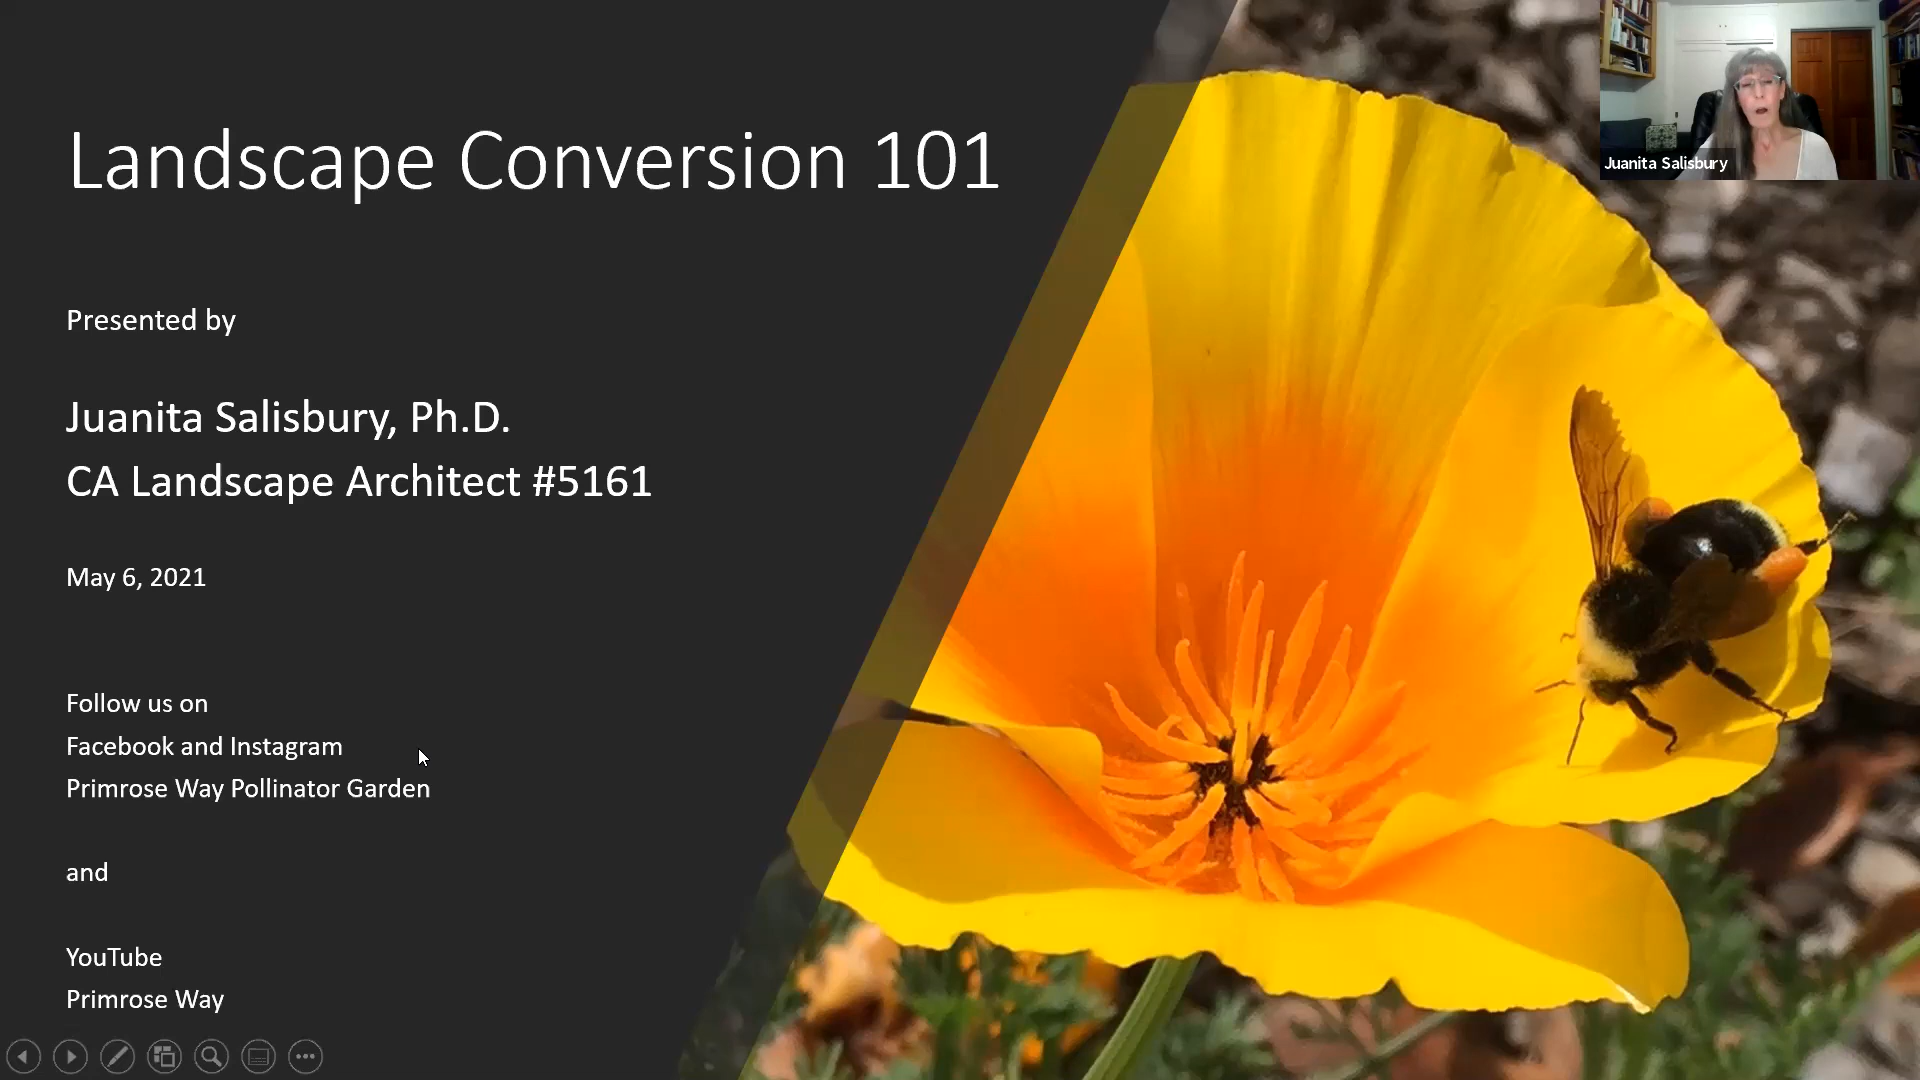 Landscape Conversion 101
Juanita Salisbury
Presented by
Juanita Salisbury, Ph.D.
CA Landscape Architect #5161
May 6, 2021
Follow us on
Facebook and Instagram
Primrose Way Pollinator Garden
and
YouTube
Primrose Way